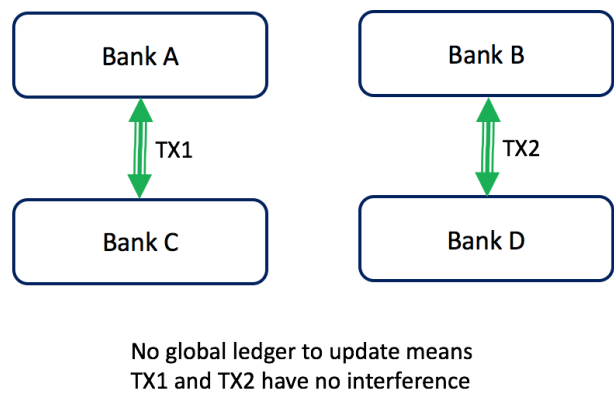 Bank A
Bank B
TX1
TX2
Bank C
Bank D
No global ledger to update means
TX1 and TX2 have no interference